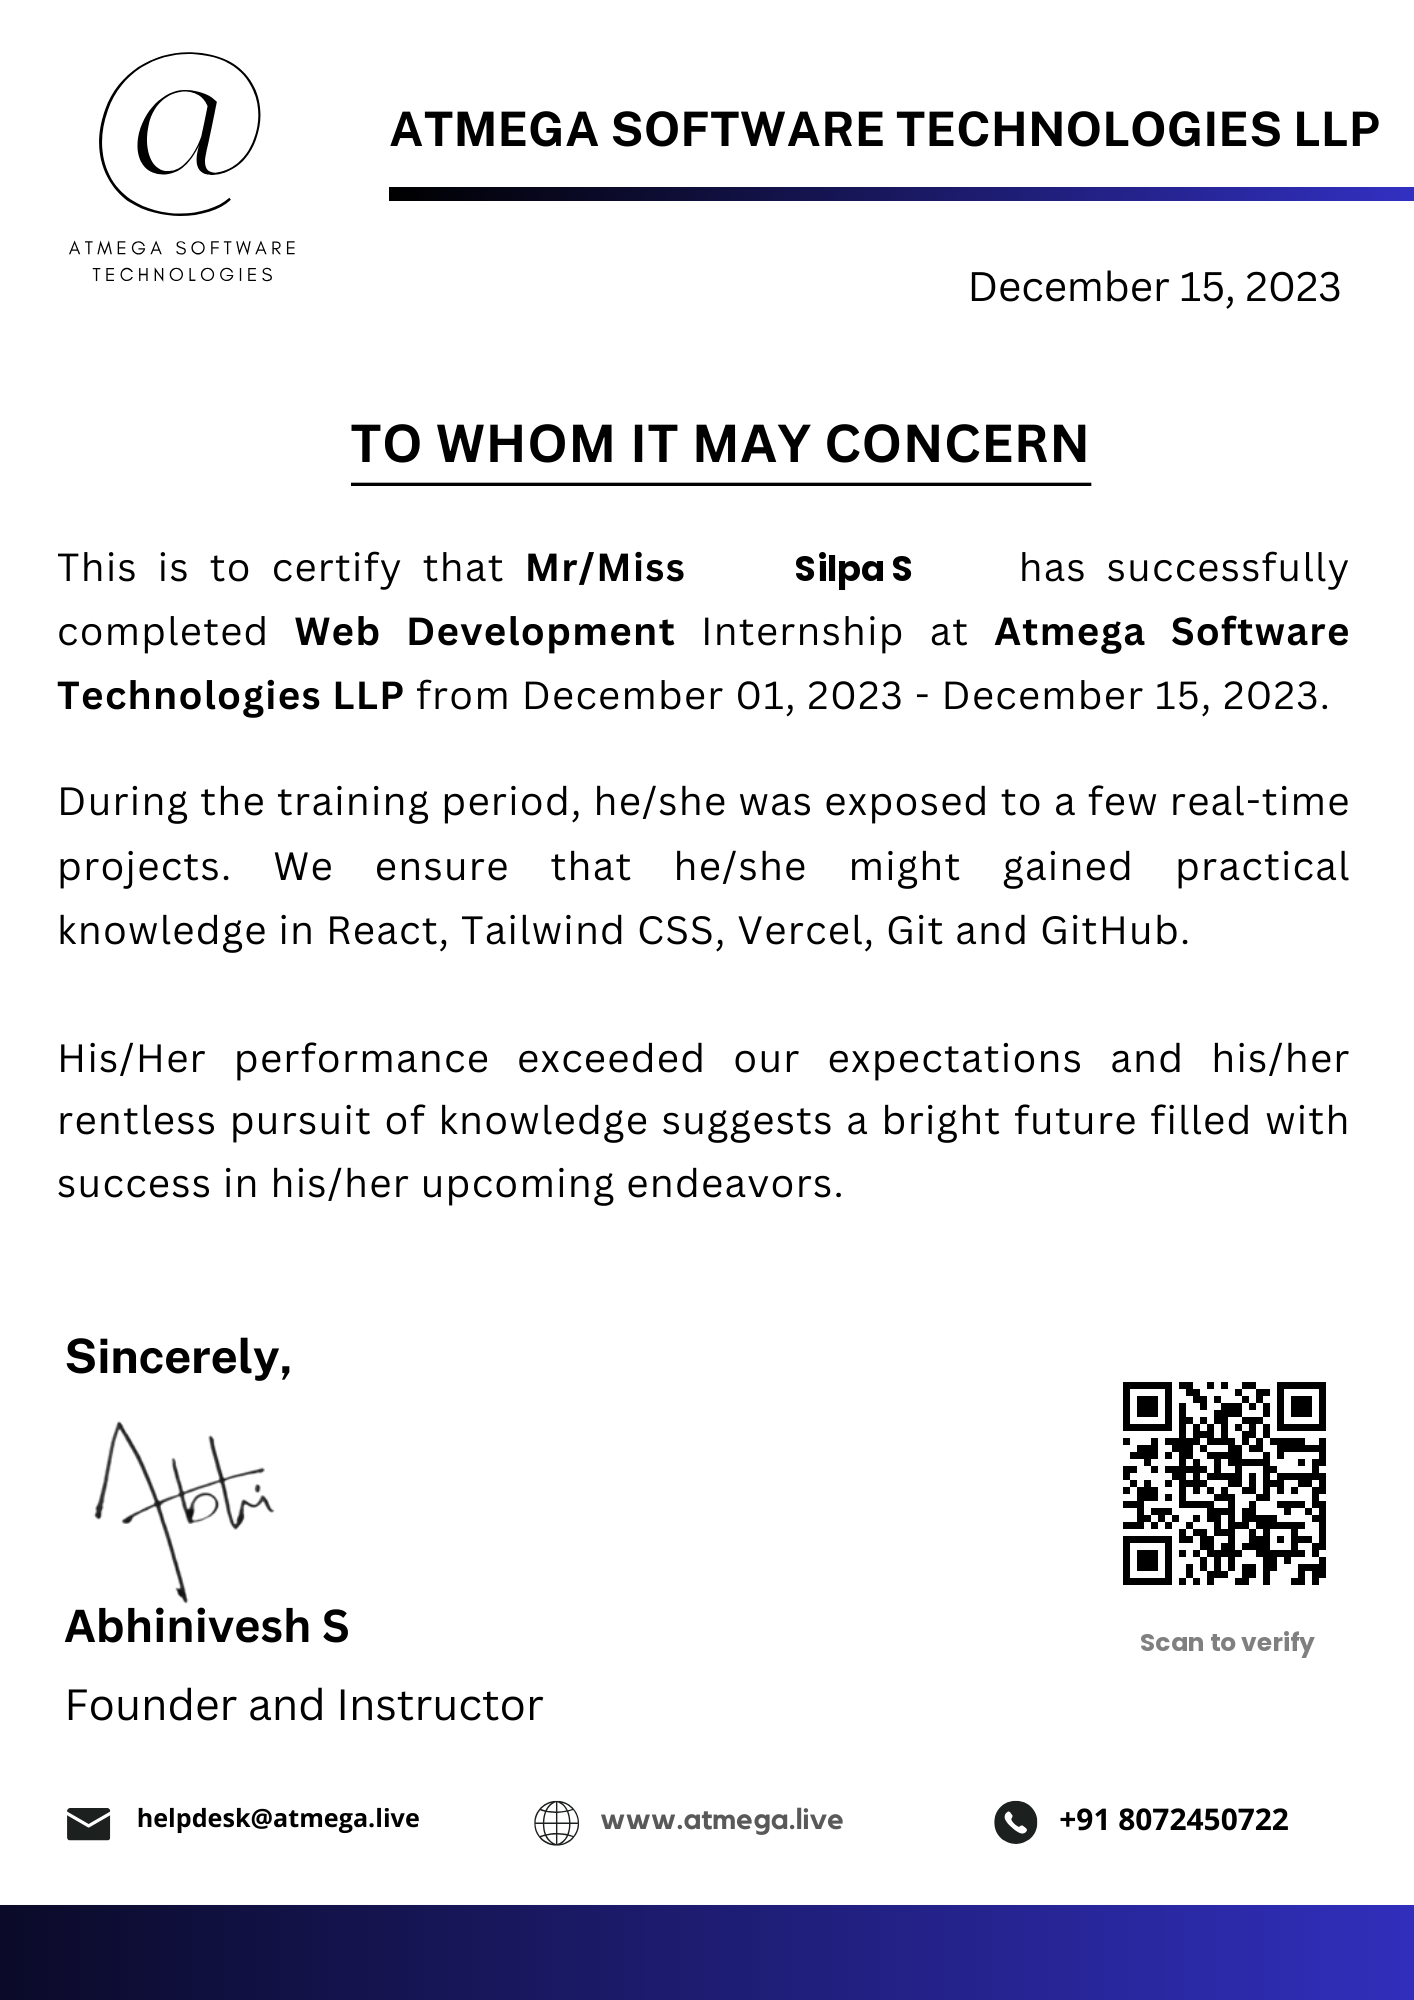 ATMEGA SOFTWARE
TECHNOLOGIES
ATMEGA SOFTWARE TECHNOLOGIES LLP
December 15, 2023
TO WHOM IT MAY CONCERN
This is to certify that Mr/Miss Silpa S has successfully
completed Web Development Internship at Atmega Software
Technologies LLP from December 01, 2023 - December 15, 2023.
During the training period, he/she was exposed to a few real-time
projects. We ensure that he/she might gained practical
knowledge in React, Tailwind CSS, Vercel, Git and GitHub.
His/Her performance exceeded our expectations and his/her
rentless pursuit of knowledge suggests a bright future filled with
success in his/her upcoming endeavors.
Sincerely,
Abhi
Abhinivesh S
Founder and Instructor
Scan to verify
helpdesk@atmega.live
www.atmega.live
+91 8072450722